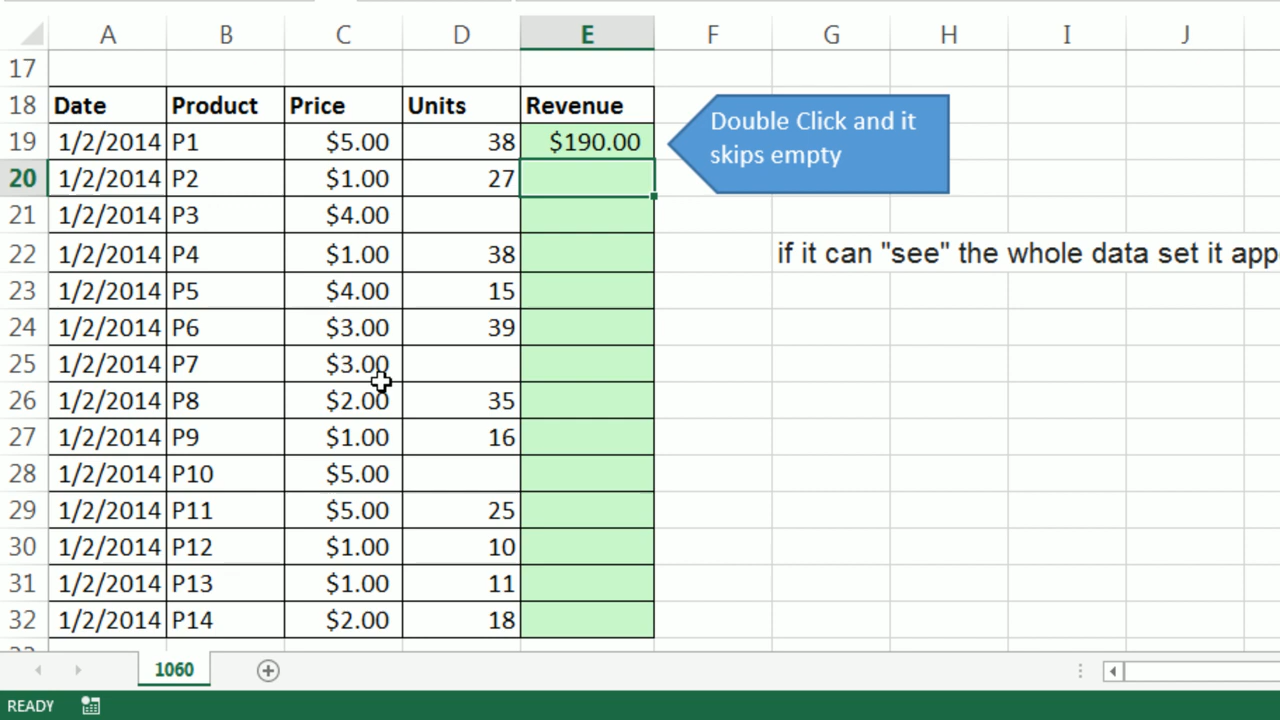 A B C D E F G H I J
17
18 Date Product Price Units Revenue
19 1/2/2014 P1 $5.00 38 $190.00
Double Click and it
skips empty
20 1/2/2014 P2 $1.00 27
21 1/2/2014 P3 $4.00
22 1/2/2014 P4 $1.00 38 if it can "see" the whole data set it app
23 1/2/2014 P5 $4.00 15
24 1/2/2014 P6 $3.00 39
25 1/2/2014 P7 $3.00
26 1/2/2014 P8 $2.00 35
27 1/2/2014 P9 $1.00 16
28 1/2/2014 P10 $5.00
29 1/2/2014 P11 $5.00 25
30 1/2/2014 P12 $1.00 10
31 1/2/2014 P13 $1.00 11
32 1/2/2014 P14 $2.00 18
1060
READY